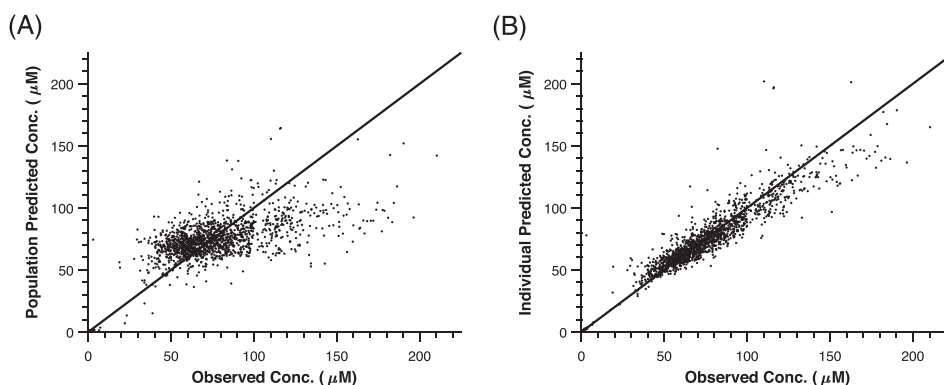 (A)
Population Predicted Conc. ( μM)
200
150
100
50
0
0 50 100 150 200
Observed Conc. ( μM)
(B)
Individual Predicted Conc. ( μM)
200
150
100
50
0
0 50 100 150 200
Observed Conc. ( μM)